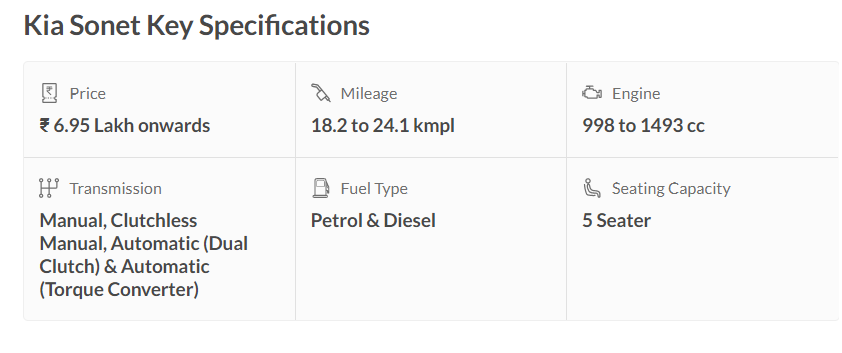 Kia Sonet Key Specifications
Price
₹ 6.95 Lakh onwards
Mileage
18.2 to 24.1 kmpl
Engine
998 to 1493 cc
Transmission
Manual, Clutchless
Manual, Automatic (Dual
Clutch) & Automatic
(Torque Converter)
Fuel Type
Petrol & Diesel
Seating Capacity
5 Seater